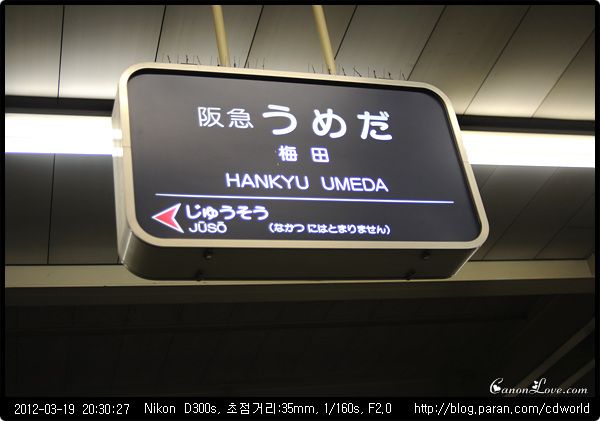 阪急 うめだ
梅田
HANKYU UMEDA
じゅうそう
JŪSŌ (なかつ にはとまりません)
CanonLove.com
2012-03-19 20:30:27 Nikon D300s, 초점거리:35mm, 1/160s, F2,0 http://blog.paran.com/cdworld